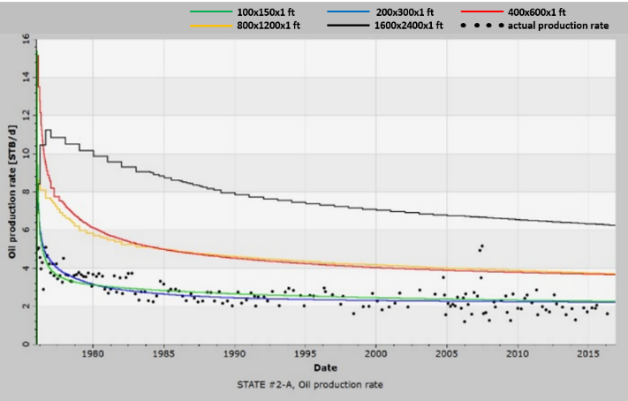 100x150x1 ft 200x300x1 ft 400x600x1 ft
800x1200x1 ft 1600x2400x1 ft actual production rate
Oil production rate [STB/d]
16
14
12
10
8
6
4
2
0
1980 1985 1990 1995 2000 2005 2010 2015
Date
STATE #2-A, Oil production rate